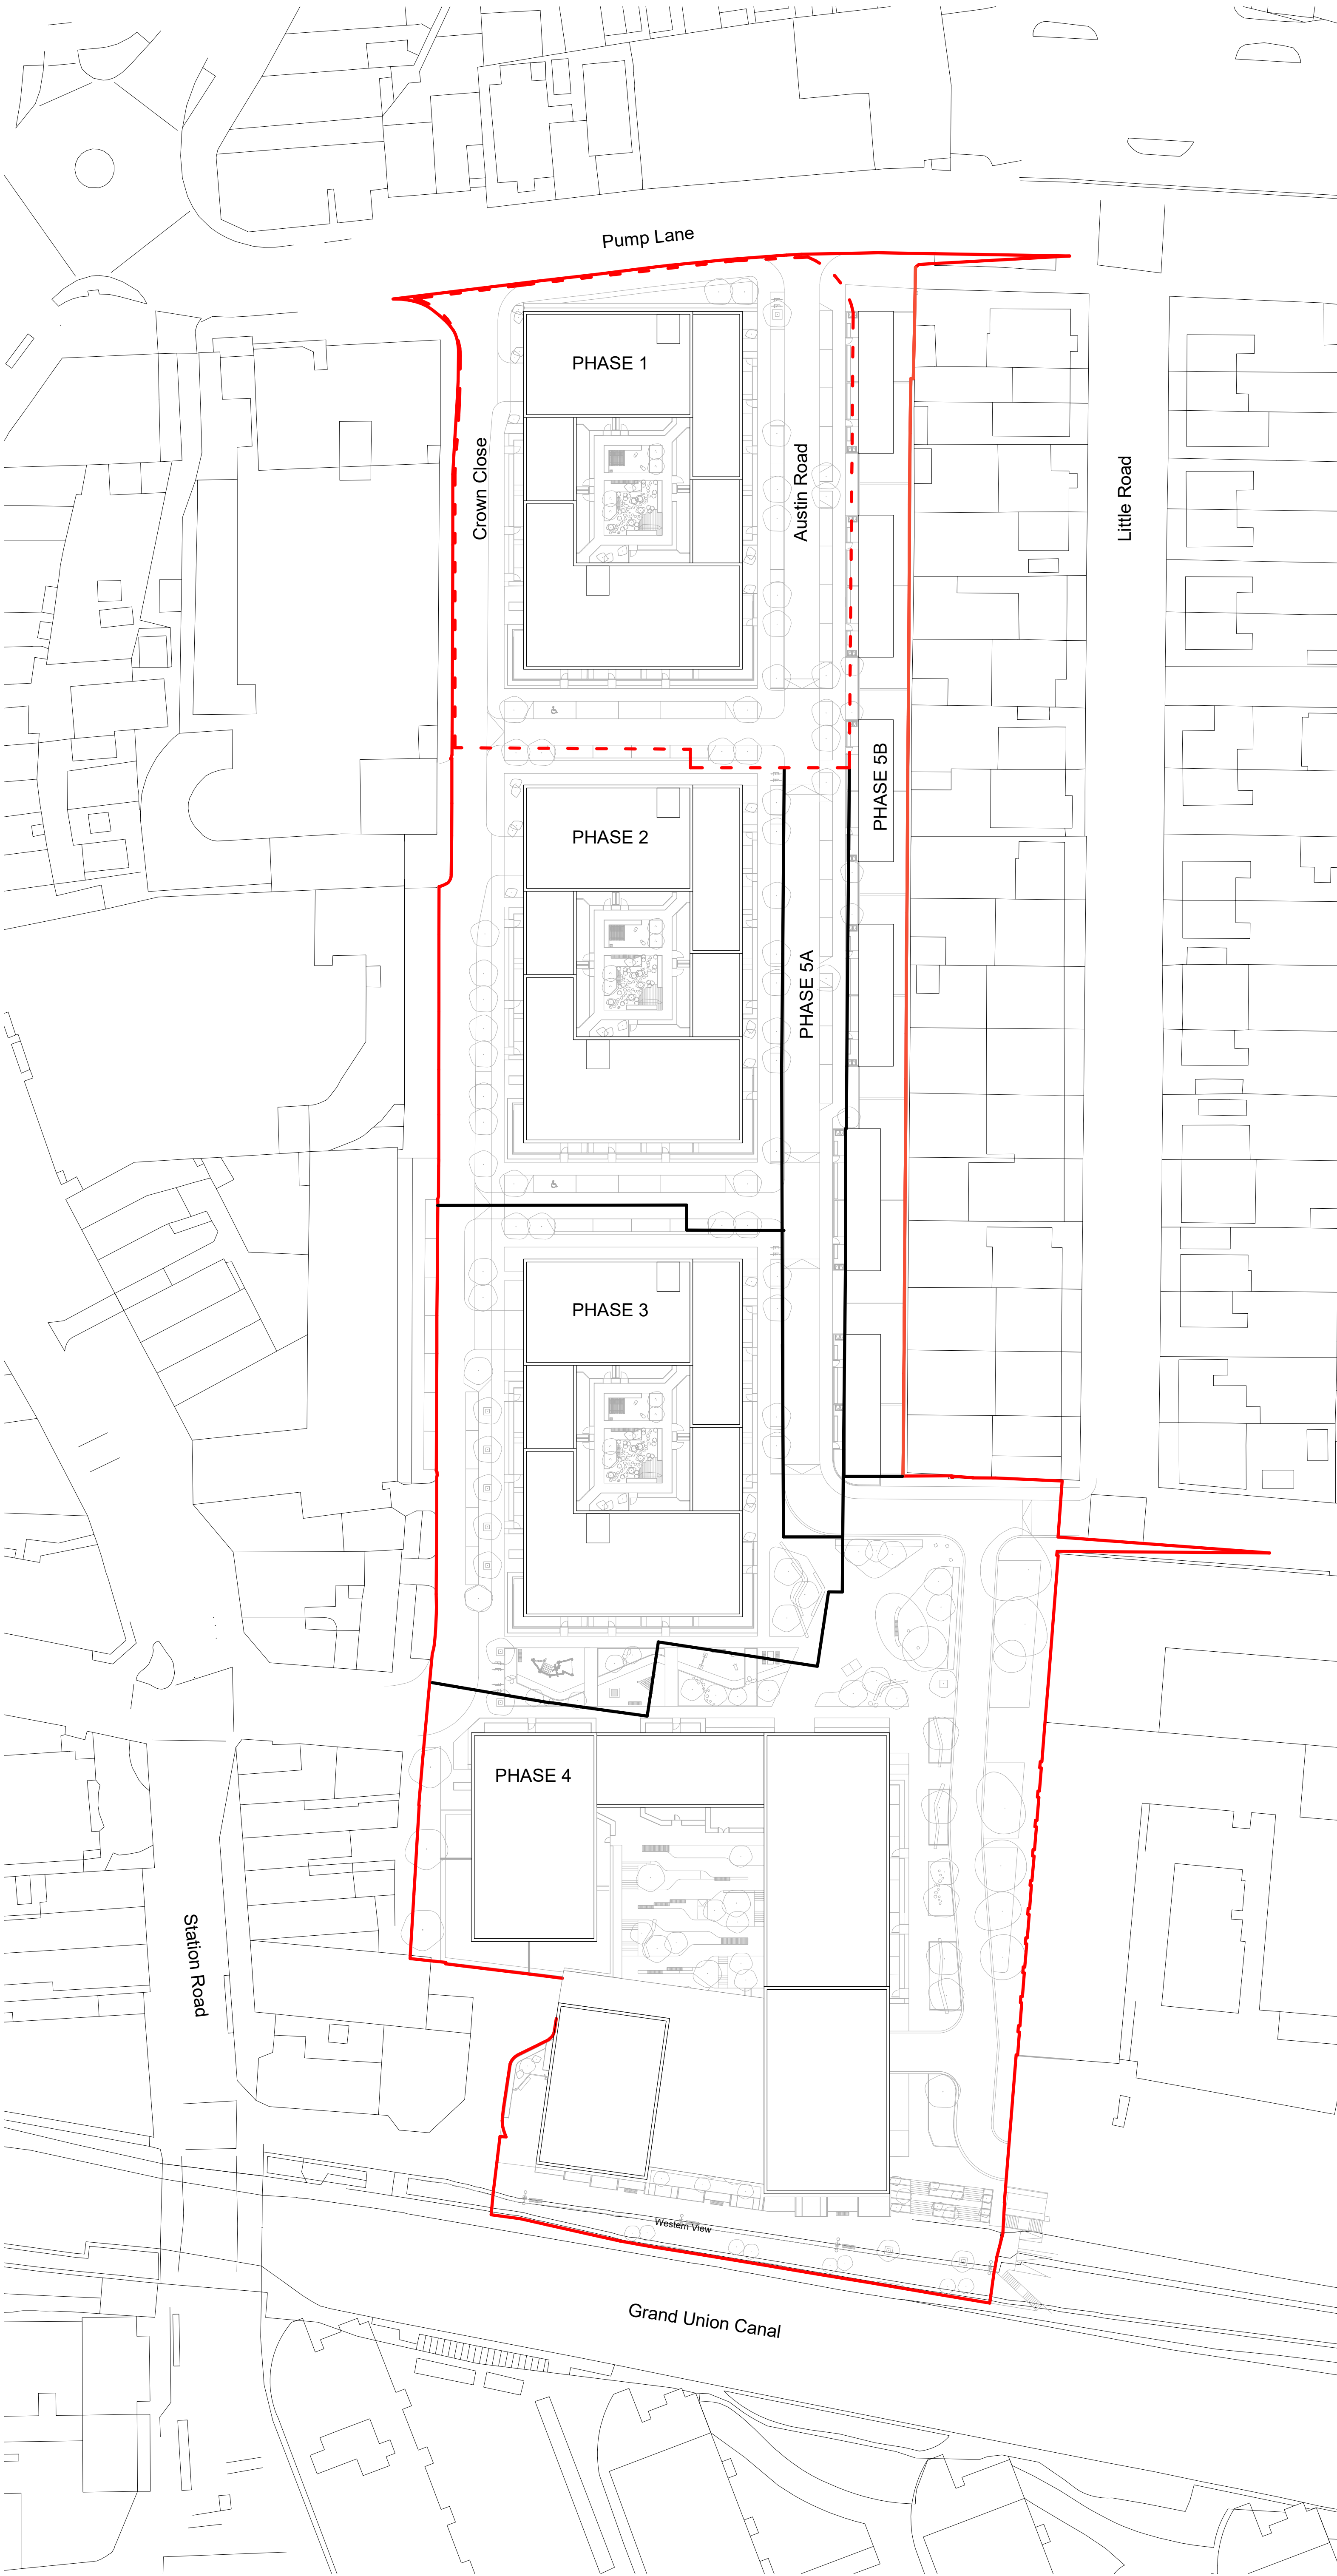 Pump Lane
PHASE 1
Crown Close
Austin Road
Little Road
PHASE 2
PHASE 5B
PHASE 5A
PHASE 3
PHASE 4
Station Road
Western View
Grand Union Canal